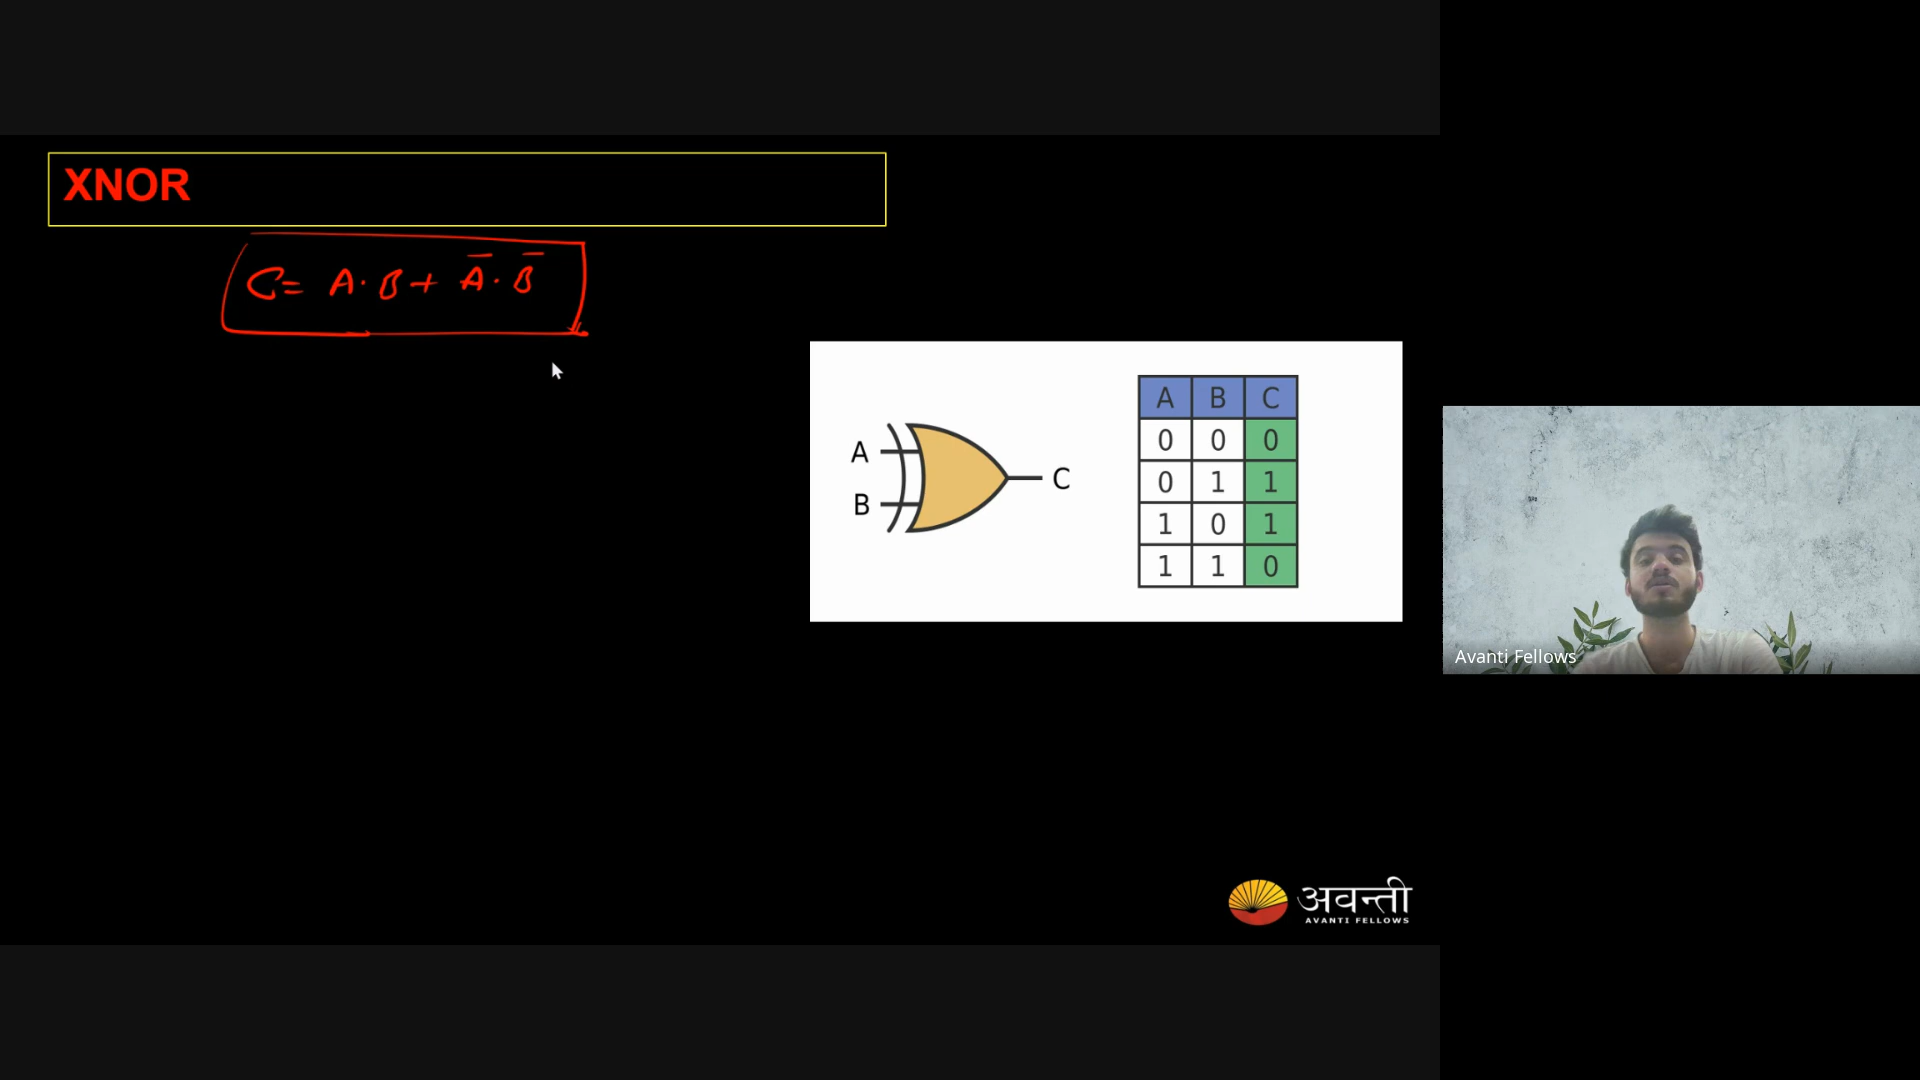 XNOR
C = A · B + A̅ · B̅
A B C
A 0 0 0
C 0 1 1
B 1 0 1
1 1 0
Avanti Fellows
अवन्ती
AVANTI FELLOWS